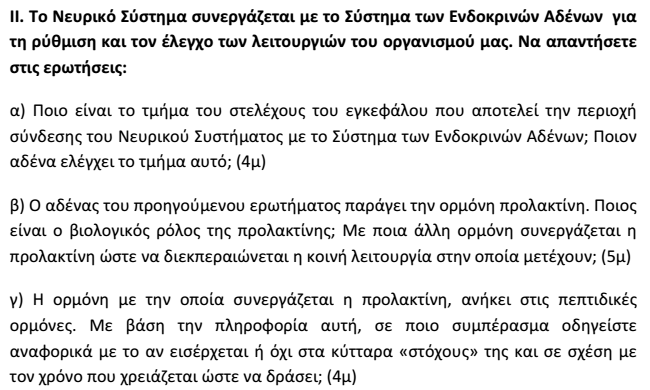 II. Το Νευρικό Σύστημα συνεργάζεται με το Σύστημα των Ενδοκρινών Αδένων για
τη ρύθμιση και τον έλεγχο των λειτουργιών του οργανισμού μας. Να απαντήσετε
στις ερωτήσεις:
α) Ποιο είναι το τμήμα του στελέχους του εγκεφάλου που αποτελεί την περιοχή
σύνδεσης του Νευρικού Συστήματος με το Σύστημα των Ενδοκρινών Αδένων; Ποιον
αδένα ελέγχει το τμήμα αυτό; (4μ)
β) Ο αδένας του προηγούμενου ερωτήματος παράγει την ορμόνη προλακτίνη. Ποιος
είναι ο βιολογικός ρόλος της προλακτίνης; Με ποια άλλη ορμόνη συνεργάζεται η
προλακτίνη ώστε να διεκπεραιώνεται η κοινή λειτουργία στην οποία μετέχουν; (5μ)
γ) Η ορμόνη με την οποία συνεργάζεται η προλακτίνη, ανήκει στις πεπτιδικές
ορμόνες. Με βάση την πληροφορία αυτή, σε ποιο συμπέρασμα οδηγείστε
αναφορικά με το αν εισέρχεται ή όχι στα κύτταρα «στόχους» της και σε σχέση με
τον χρόνο που χρειάζεται ώστε να δράσει; (4μ)